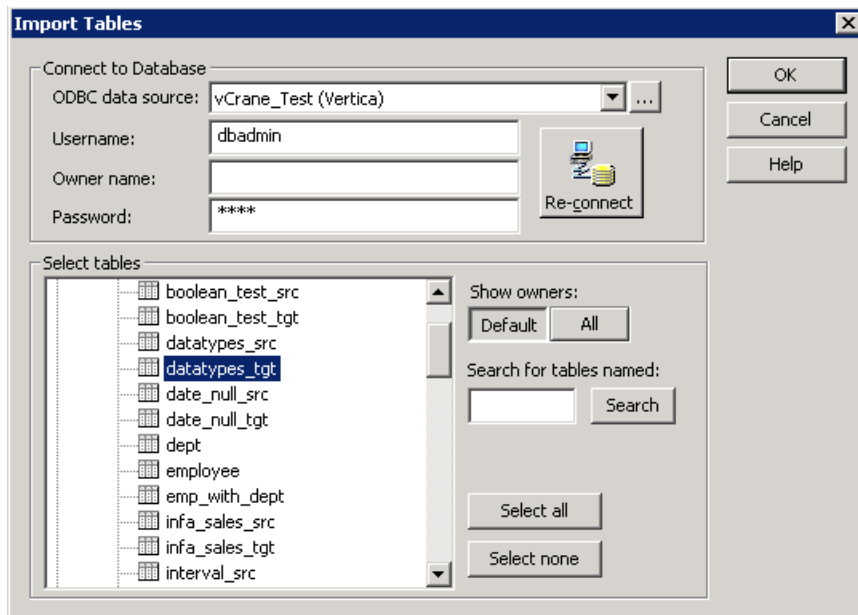 Import Tables
Connect to Database
ODBC data source: vCrane_Test (Vertica) ...
Username: dbadmin
Owner name:
Password: ****
Re-connect
OK
Cancel
Help
Select tables
boolean_test_src
boolean_test_tgt
datatypes_src
datatypes_tgt
date_null_src
date_null_tgt
dept
employee
emp_with_dept
infa_sales_src
infa_sales_tgt
interval_src
Show owners:
Default All
Search for tables named:
Search
Select all
Select none